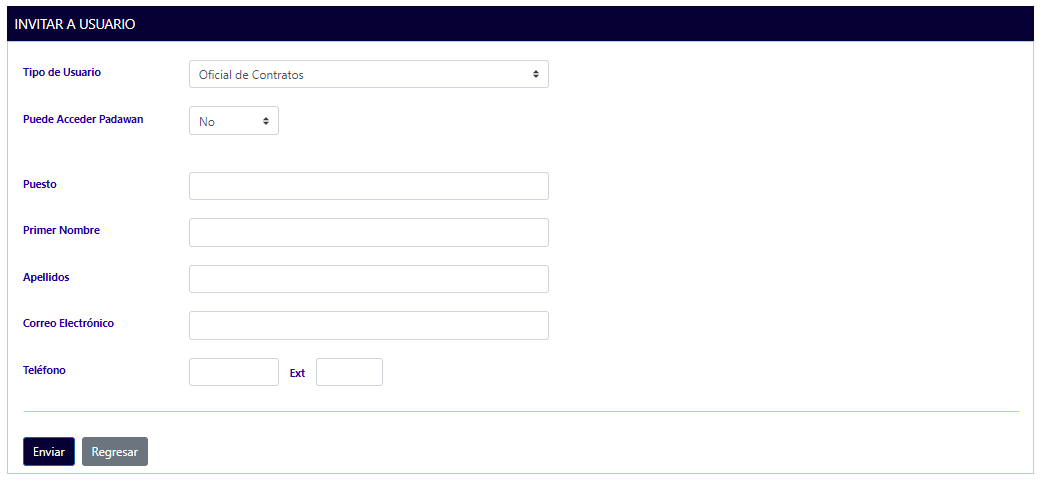 INVITAR A USUARIO
Tipo de Usuario Oficial de Contratos
Puede Acceder Padawan No
Puesto
Primer Nombre
Apellidos
Correo Electrónico
Teléfono Ext
Enviar Regresar